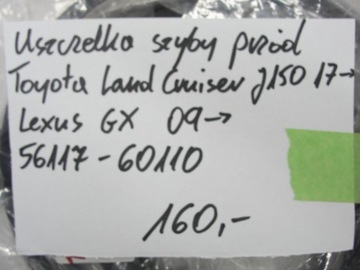 Uszczelka szyby przód
Toyota Land Cruiser J150 17→
Lexus GX 09→
56117-60110
160,-